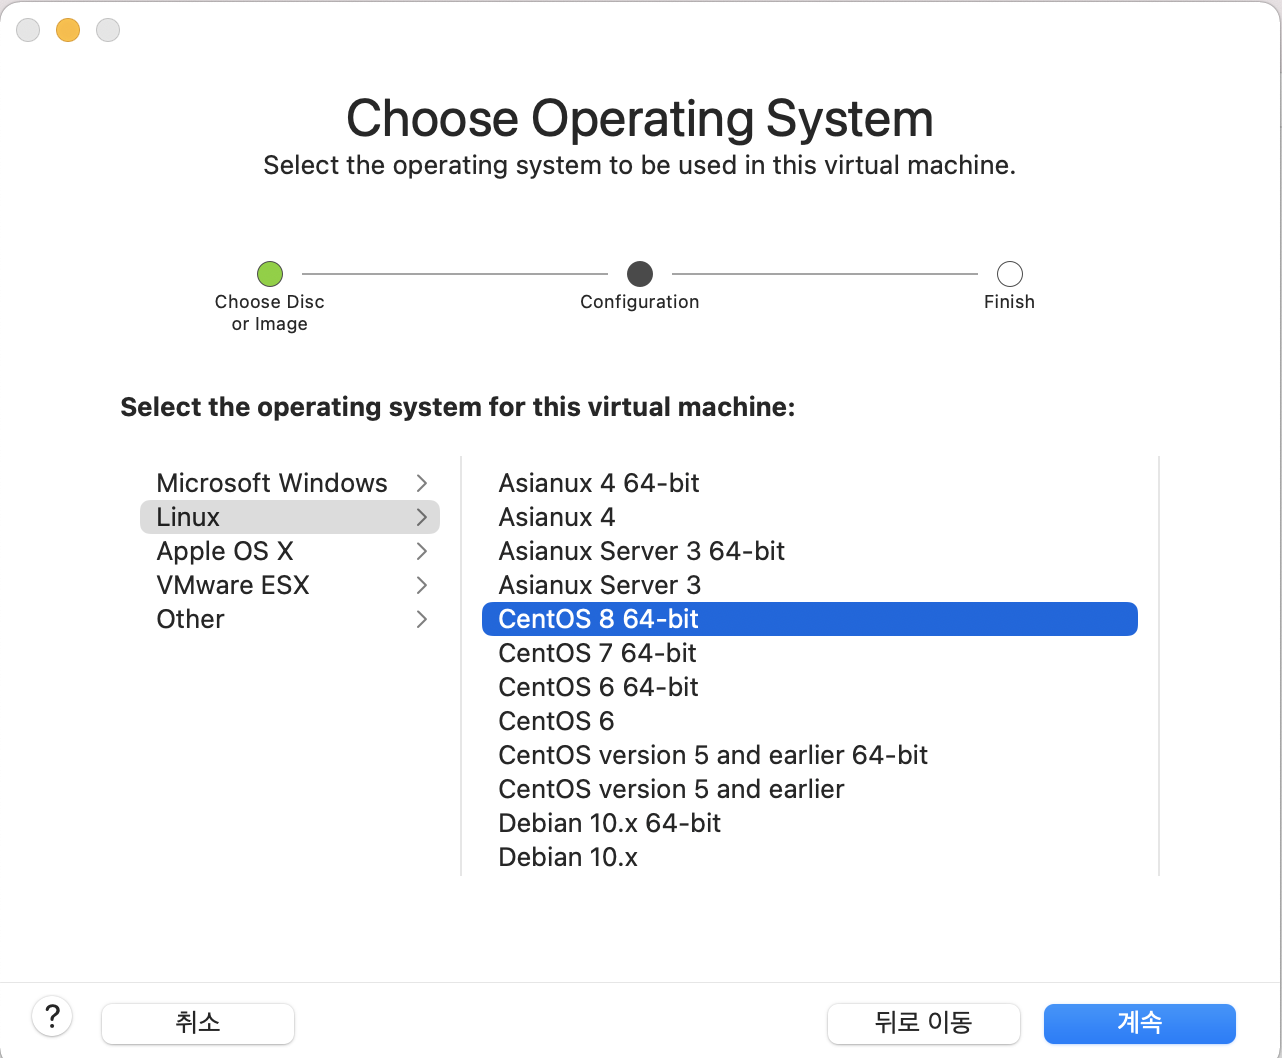 Choose Operating System
Select the operating system to be used in this virtual machine.
Choose Disc
or Image
Configuration
Finish
Select the operating system for this virtual machine:
Microsoft Windows
Linux
Apple OS X
VMware ESX
Other
Asianux 4 64-bit
Asianux 4
Asianux Server 3 64-bit
Asianux Server 3
CentOS 8 64-bit
CentOS 7 64-bit
CentOS 6 64-bit
CentOS 6
CentOS version 5 and earlier 64-bit
CentOS version 5 and earlier
Debian 10.x 64-bit
Debian 10.x
?
취소
뒤로 이동
계속